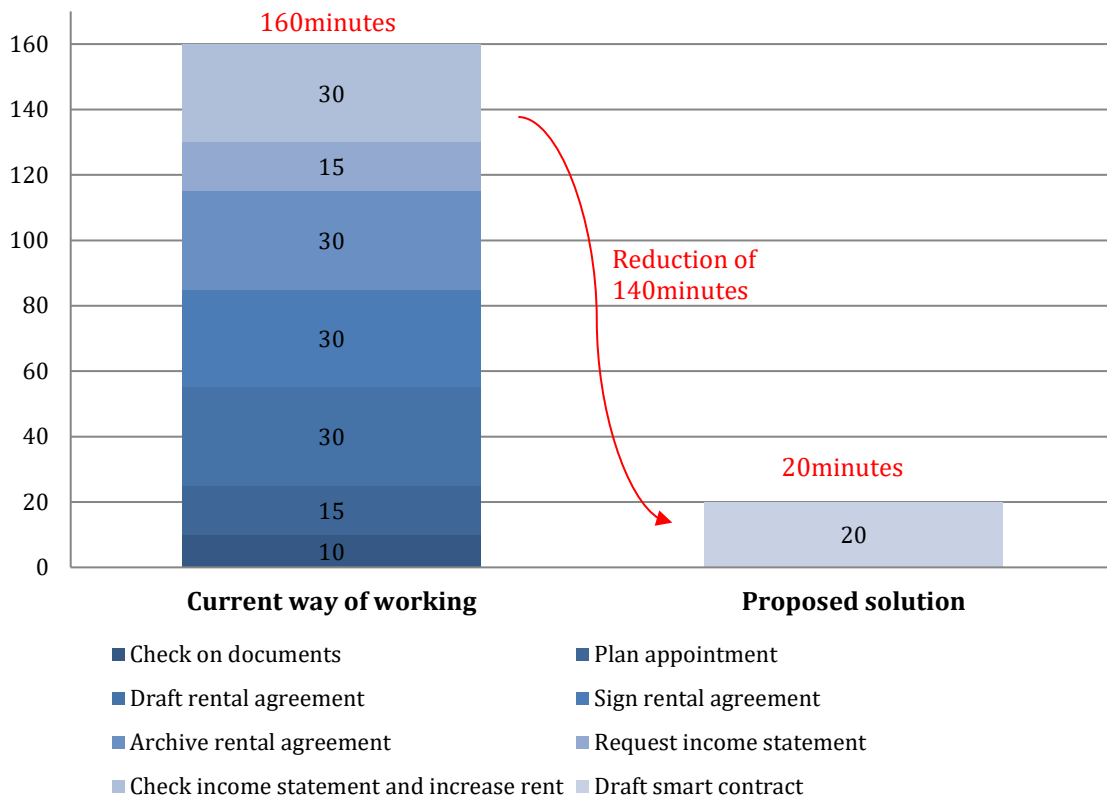 160minutes
160
140
120
100
80
60
40
20
0
30
15
30
30
30
15
10
Reduction of
140minutes
20minutes
20
Current way of working
Proposed solution
Check on documents
Plan appointment
Draft rental agreement
Sign rental agreement
Archive rental agreement
Request income statement
Check income statement and increase rent
Draft smart contract